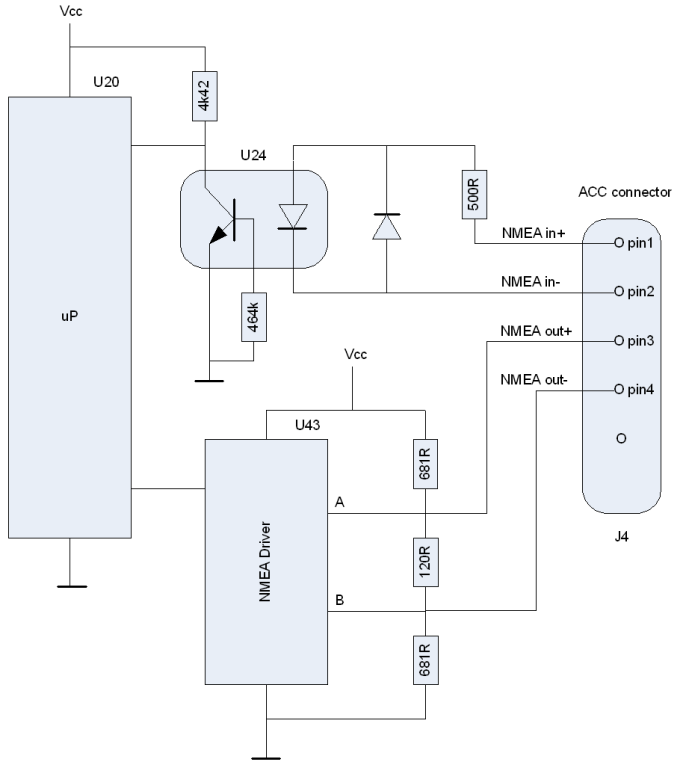 Vcc
U20
4k42
U24
500R
ACC connector
NMEA in+
O pin1
NMEA in-
O pin2
uP
464k
NMEA out+
O pin3
Vcc
NMEA out-
O pin4
U43
681R
O
A
NMEA Driver
120R
J4
B
681R